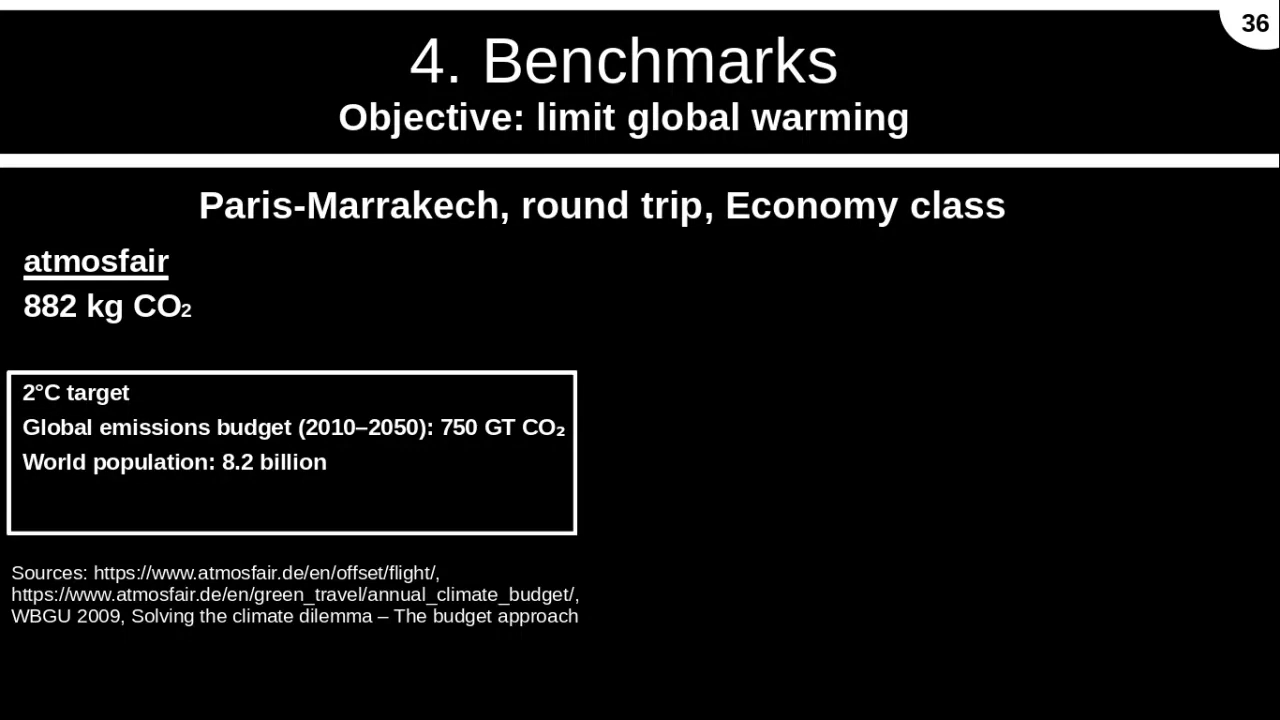 36
4. Benchmarks
Objective: limit global warming
Paris-Marrakech, round trip, Economy class
atmosfair
882 kg CO₂
2°C target
Global emissions budget (2010–2050): 750 GT CO₂
World population: 8.2 billion
Sources: https://www.atmosfair.de/en/offset/flight/,
https://www.atmosfair.de/en/green_travel/annual_climate_budget/,
WBGU 2009, Solving the climate dilemma – The budget approach